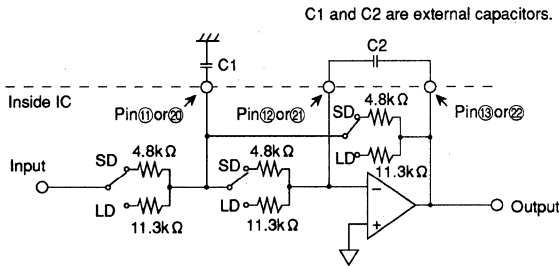 C1 and C2 are external capacitors.
C1
C2
Inside IC
Pin⑪or⑳
Pin⑫or㉑
Pin⑬or㉒
SD
4.8kΩ
LD
11.3kΩ
Input
SD
4.8kΩ
LD
11.3kΩ
SD
4.8kΩ
LD
11.3kΩ
−
+
Output